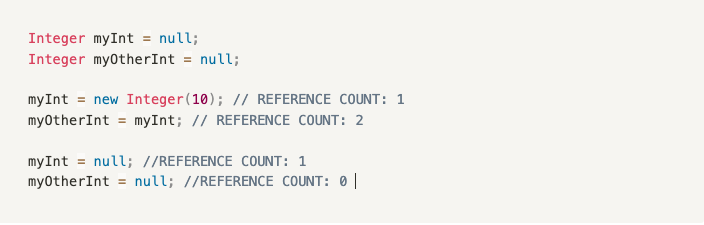 Integer myInt = null;
Integer myOtherInt = null;
myInt = new Integer(10); // REFERENCE COUNT: 1
myOtherInt = myInt; // REFERENCE COUNT: 2
myInt = null; //REFERENCE COUNT: 1
myOtherInt = null; //REFERENCE COUNT: 0